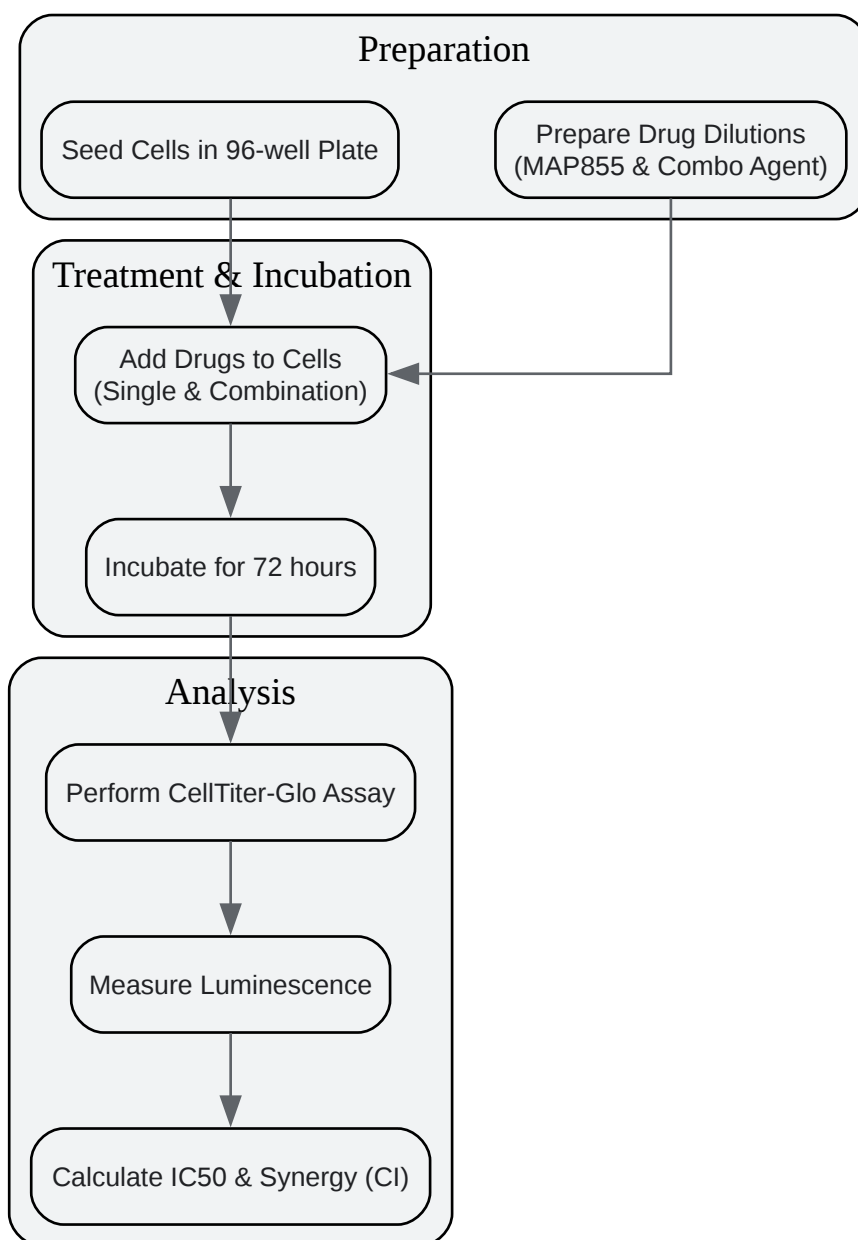 Preparation
Seed Cells in 96-well Plate
Prepare Drug Dilutions
(MAP855 & Combo Agent)
Treatment & Incubation
Add Drugs to Cells
(Single & Combination)
Incubate for 72 hours
Analysis
Perform CellTiter-Glo Assay
Measure Luminescence
Calculate IC50 & Synergy (CI)